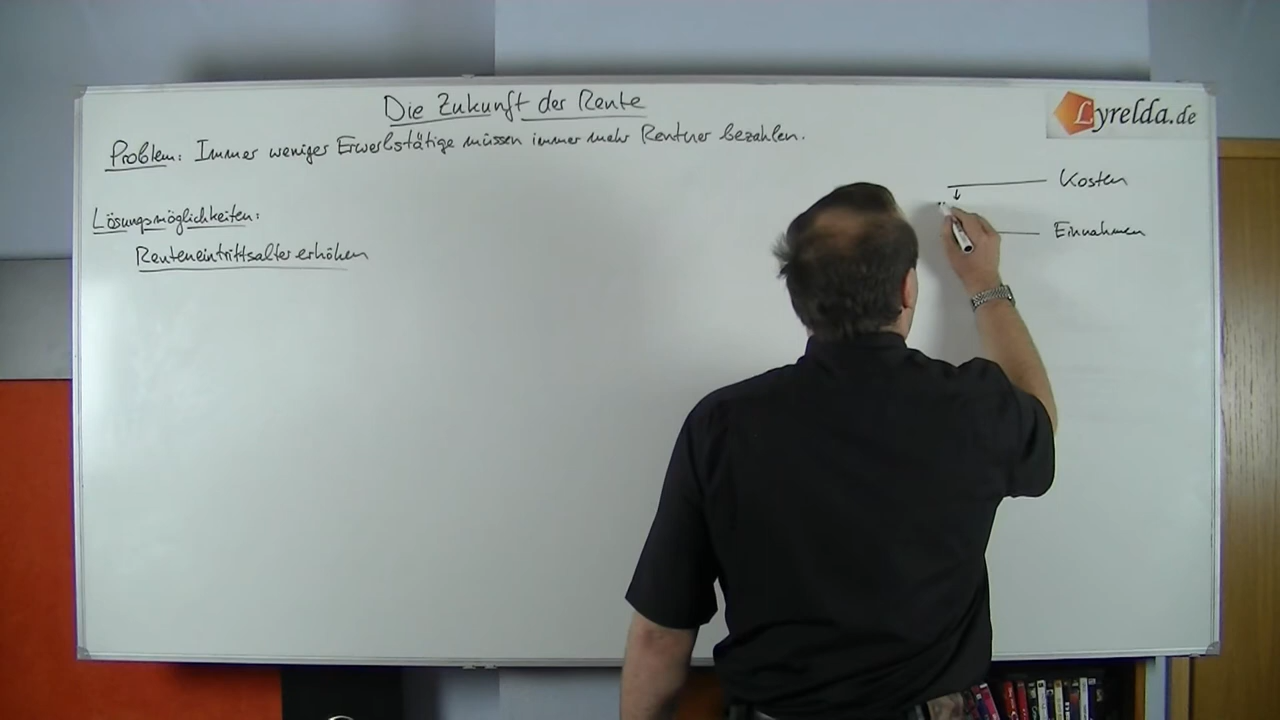 Die Zukunft der Rente
Lyrelda.de
Problem: Immer weniger Erwerbstätige müssen immer mehr Rentner bezahlen.
Kosten
Lösungsmöglichkeiten:
Einnahmen
Renteneintrittsalter erhöhen